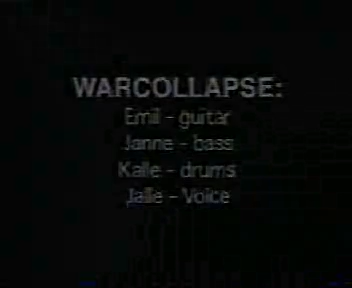 WARCOLLAPSE:
Emil - guitar
Janne - bass
Kalle - drums
Jalle - Voice